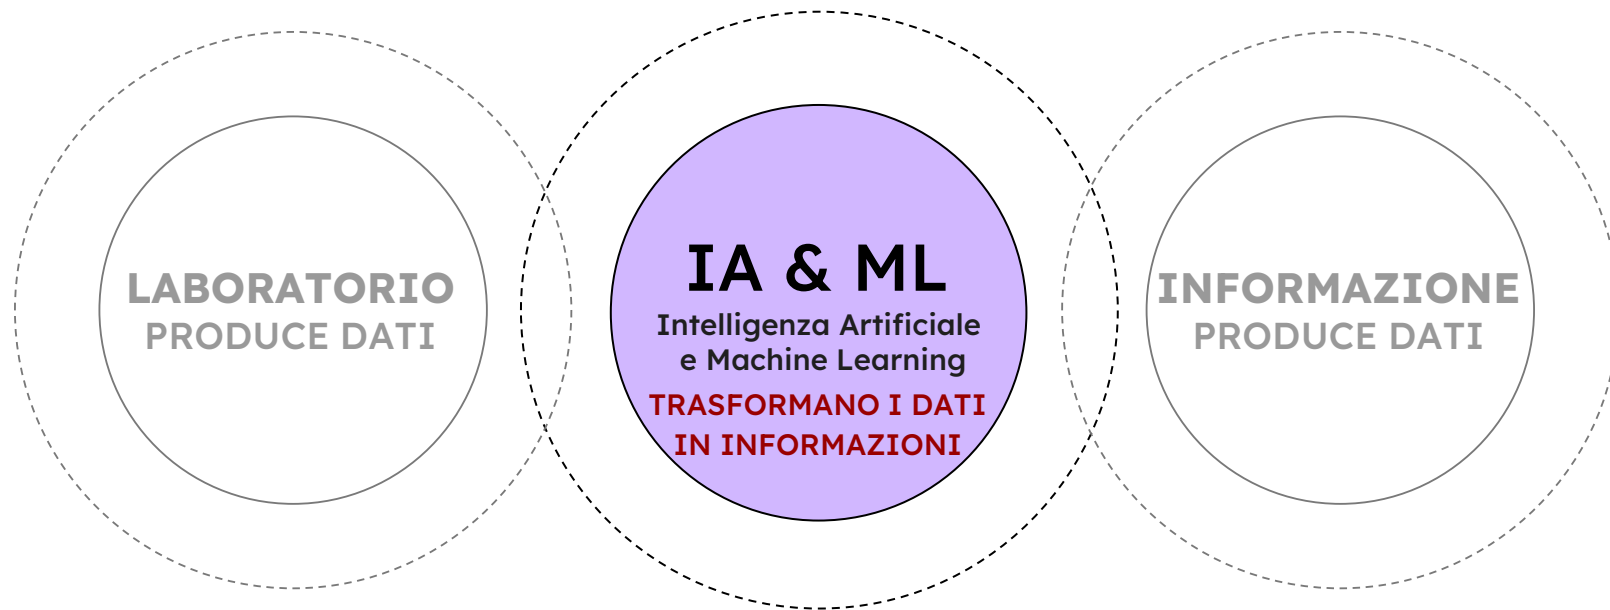 LABORATORIO
PRODUCE DATI
IA & ML
Intelligenza Artificiale
e Machine Learning
TRASFORMANO I DATI
IN INFORMAZIONI
INFORMAZIONE
PRODUCE DATI